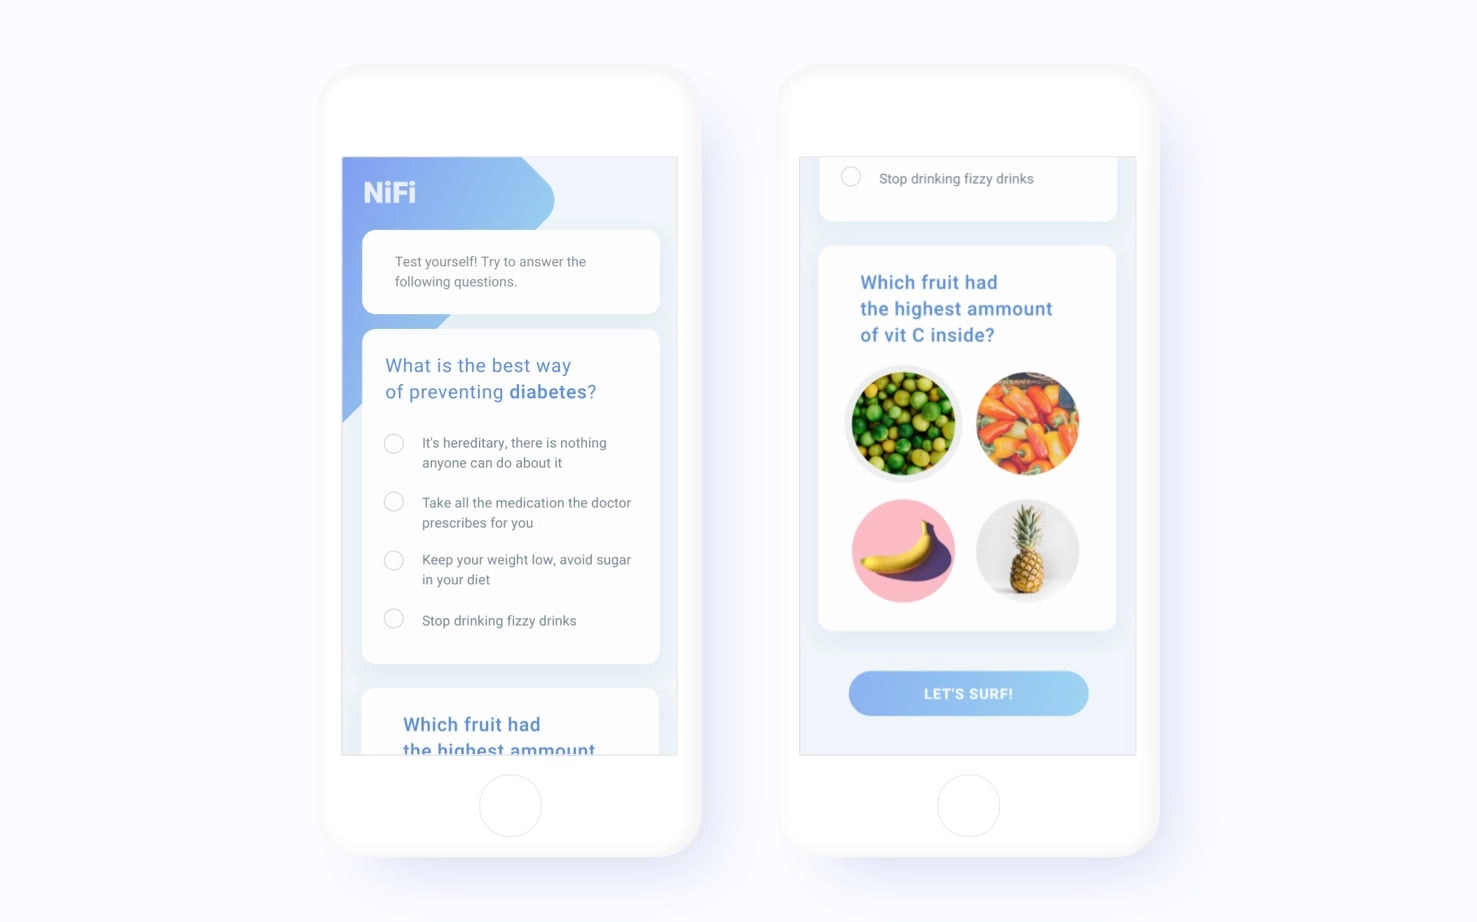 NiFi
Test yourself! Try to answer the
following questions.
What is the best way
of preventing diabetes?
It's hereditary, there is nothing
anyone can do about it
Take all the medication the doctor
prescribes for you
Keep your weight low, avoid sugar
in your diet
Stop drinking fizzy drinks
Which fruit had
the highest ammount
Stop drinking fizzy drinks
Which fruit had
the highest ammount
of vit C inside?
LET'S SURF!